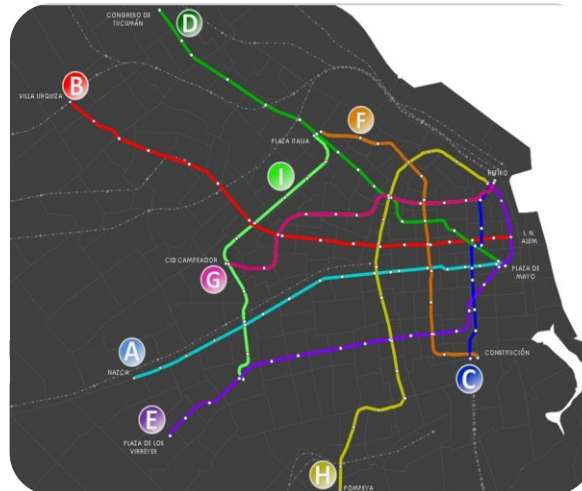 CONGRESO DE
TUCUMÁN
D
B
VILLA URQUIZA
F
PLAZA ITALIA
I
RETIRO
L. N.
ALEM
CID CAMPEADOR
G
PLAZA DE
MAYO
A
NAZCA
CONSTITUCIÓN
C
E
PLAZA DE LOS
VIRREYES
H
POMPEYA